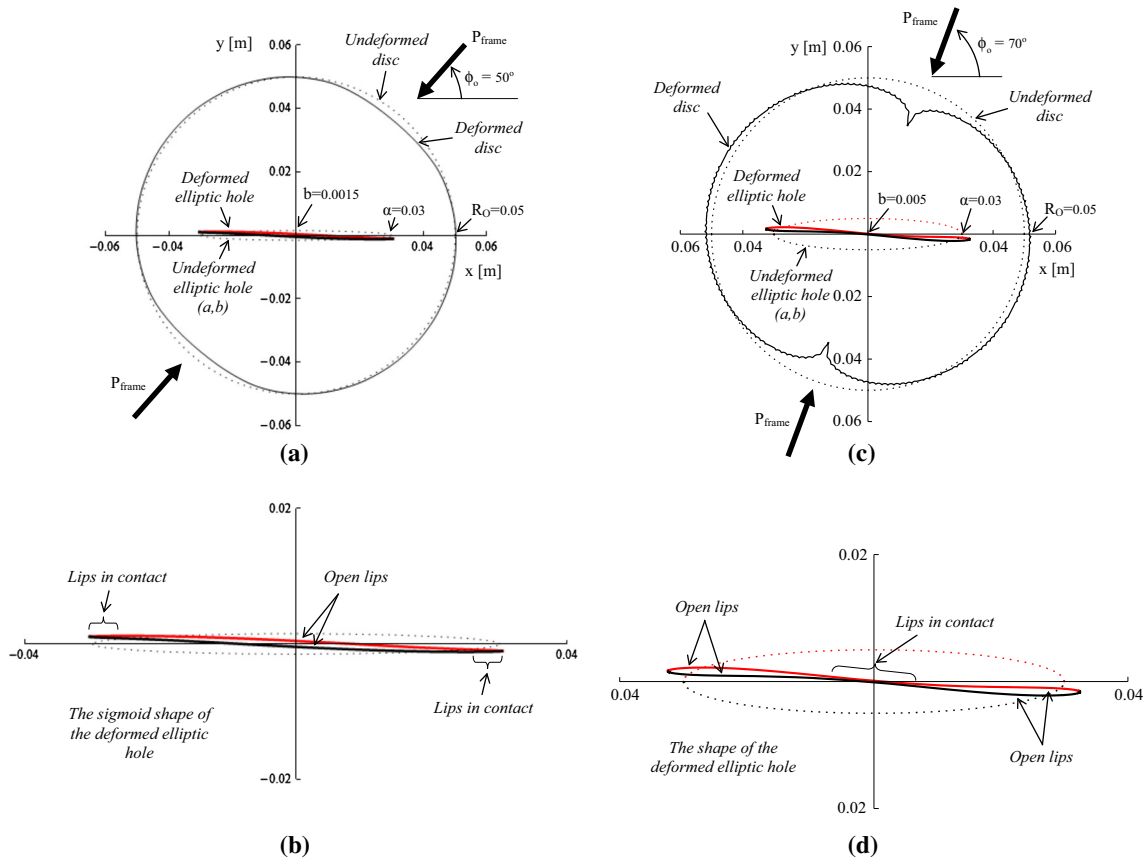 y [m]
0.06
Undeformed
disc
P_frame
ϕ_o = 50°
0.04
Deformed
disc
0.02
Deformed
elliptic hole
b=0.0015
α=0.03
R_O=0.05
−0.06
−0.04
0.04
0.06
x [m]
Undeformed
elliptic hole
(a,b)
−0.02
−0.04
P_frame
−0.06
(a)
P_frame
y [m]
0.06
ϕ_o = 70°
Deformed
disc
0.04
Undeformed
disc
0.02
Deformed
elliptic hole
b=0.005
α=0.03
R_O=0.05
0.06
0.04
0.04
0.06
x [m]
Undeformed
elliptic hole
(a,b)
0.02
0.04
P_frame
0.06
(c)
0.02
Lips in contact
Open lips
−0.04
0.04
Lips in contact
The sigmoid shape of
the deformed elliptic
hole
−0.02
(b)
0.02
Open lips
Lips in contact
0.04
0.04
The shape of the
deformed elliptic hole
Open lips
0.02
(d)